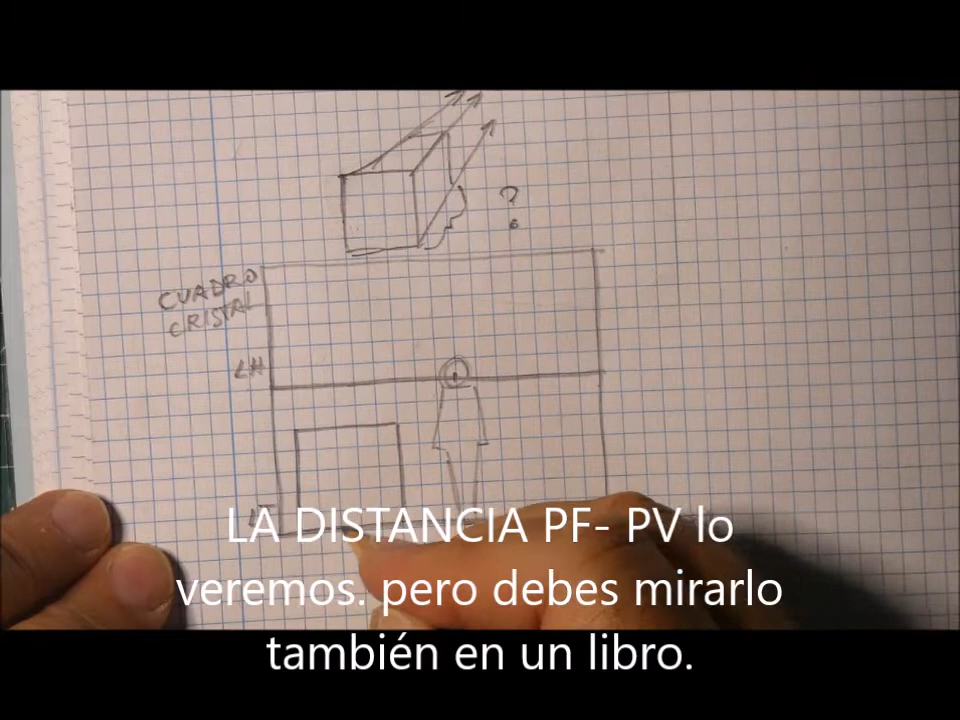 ?
CUADRO
CRISTAL
LH
LA DISTANCIA PF- PV lo
veremos. pero debes mirarlo
también en un libro.